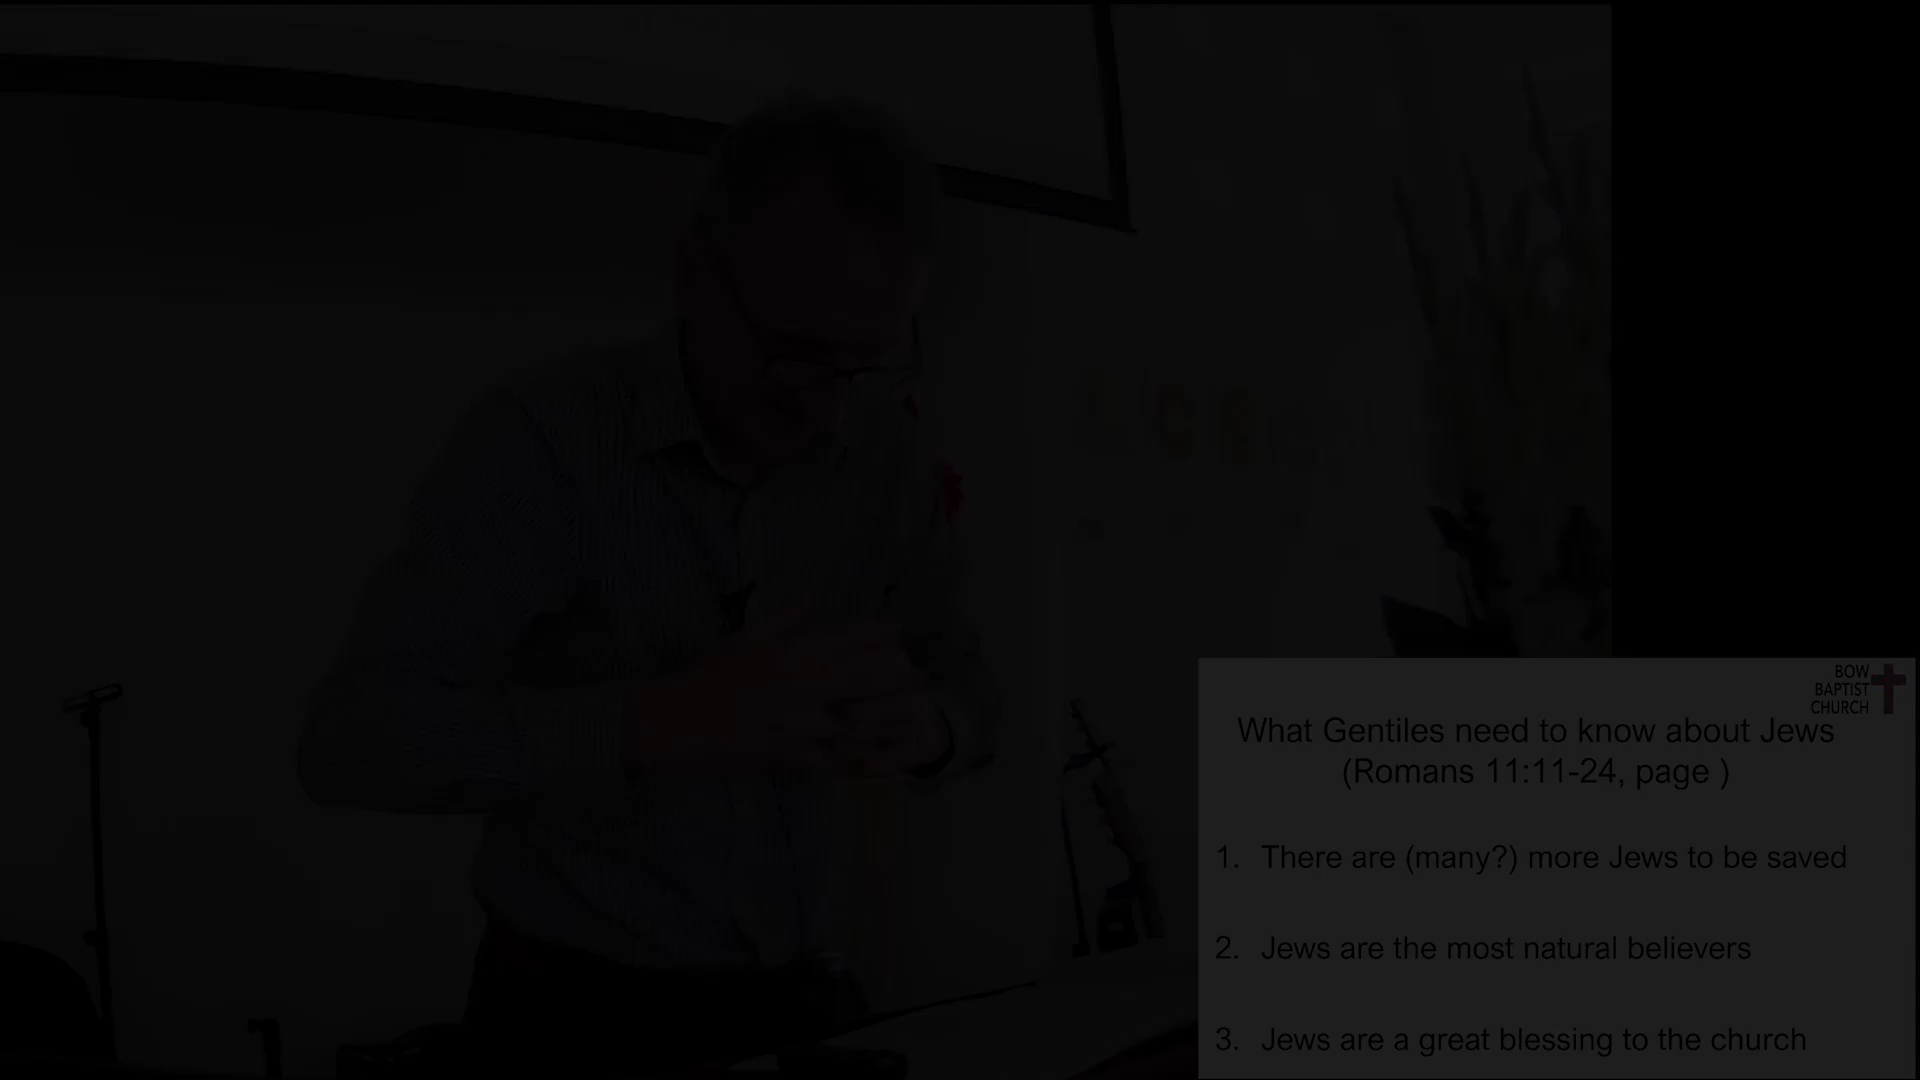 BOW
BAPTIST
CHURCH
What Gentiles need to know about Jews
(Romans 11:11-24, page )
1. There are (many?) more Jews to be saved
2. Jews are the most natural believers
3. Jews are a great blessing to the church